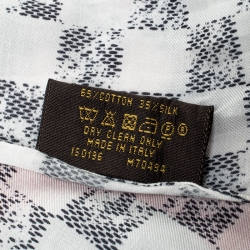 65%COTTON 35%SILK
DRY CLEAN ONLY
MADE IN ITALY
150196 M70494